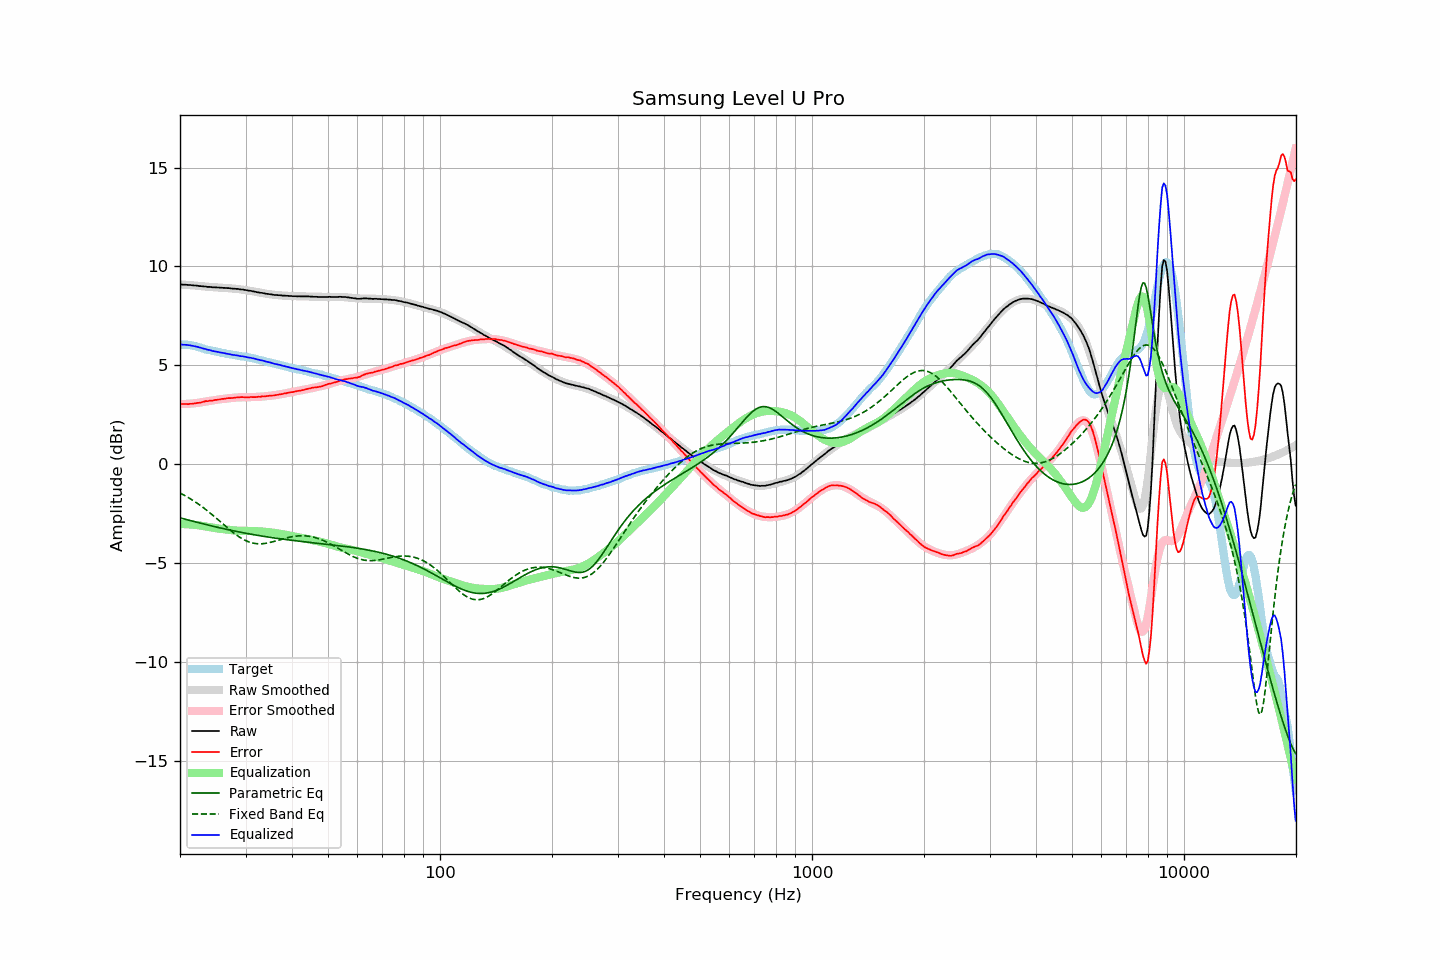 Samsung Level U Pro
15
10
5
0
−5
−10
−15
Amplitude (dBr)
Target
Raw Smoothed
Error Smoothed
Raw
Error
Equalization
Parametric Eq
Fixed Band Eq
Equalized
100
1000
10000
Frequency (Hz)